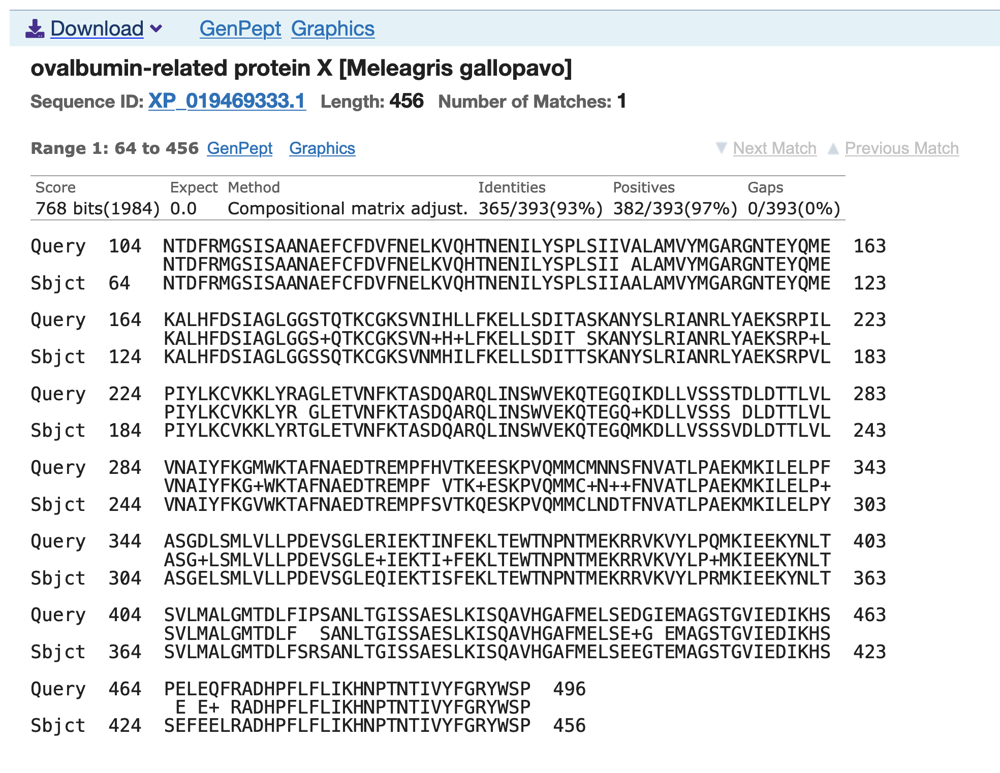 Download GenPept Graphics
ovalbumin-related protein X [Meleagris gallopavo]
Sequence ID: XP_019469333.1 Length: 456 Number of Matches: 1
Range 1: 64 to 456 GenPept Graphics ▼ Next Match ▲ Previous Match
Score Expect Method Identities Positives Gaps
768 bits(1984) 0.0 Compositional matrix adjust. 365/393(93%) 382/393(97%) 0/393(0%)
Query 104 NTDFRMGSISAANAEFCFDVFNELKVQHTNENILYSPLSIIVALAMVYMGARGNTEYQME 163
NTDFRMGSISAANAEFCFDVFNELKVQHTNENILYSPLSII ALAMVYMGARGNTEYQME
Sbjct 64 NTDFRMGSISAANAEFCFDVFNELKVQHTNENILYSPLSIIAALAMVYMGARGNTEYQME 123
Query 164 KALHFDSIAGLGGSTQTKCGKSVNIHLLFKELLSDITASKANYSLRIANRLYAEKSRPIL 223
KALHFDSIAGLGGS+QTKCGKSVN+H+LFKELLSDIT SKANYSLRIANRLYAEKSRP+L
Sbjct 124 KALHFDSIAGLGGSSQTKCGKSVNMHILFKELLSDITTSKANYSLRIANRLYAEKSRPVL 183
Query 224 PIYLKCVKKLYRAGLETVNFKTASDQARQLINSWVEKQTEGQIKDLLVSSSTDLDTTLVL 283
PIYLKCVKKLYR GLETVNFKTASDQARQLINSWVEKQTEGQ+KDLLVSSS DLDTTLVL
Sbjct 184 PIYLKCVKKLYRTGLETVNFKTASDQARQLINSWVEKQTEGQMKDLLVSSSVDLDTTLVL 243
Query 284 VNAIYFKGMWKTAFNAEDTREMPFHVTKEESKPVQMMCMNNSFNVATLPAEKMKILELPF 343
VNAIYFKG+WKTAFNAEDTREMPF VTK+ESKPVQMMC+N++FNVATLPAEKMKILELP+
Sbjct 244 VNAIYFKGVWKTAFNAEDTREMPFSVTKQESKPVQMMCLNDTFNVATLPAEKMKILELPY 303
Query 344 ASGDLSMLVLLPDEVSGLERIEKTINFEKLTEWTNPNTMEKRRVKVYLPQMKIEEKYNLT 403
ASG+LSMLVLLPDEVSGLE+IEKTI+FEKLTEWTNPNTMEKRRVKVYLP+MKIEEKYNLT
Sbjct 304 ASGELSMLVLLPDEVSGLEQIEKTISFEKLTEWTNPNTMEKRRVKVYLPRMKIEEKYNLT 363
Query 404 SVLMALGMTDLFIPSANLTGISSAESLKISQAVHGAFMELSEDGIEMAGSTGVIEDIKHS 463
SVLMALGMTDLF  SANLTGISSAESLKISQAVHGAFMELSE+G EMAGSTGVIEDIKHS
Sbjct 364 SVLMALGMTDLFSRSANLTGISSAESLKISQAVHGAFMELSEEGTEMAGSTGVIEDIKHS 423
Query 464 PELEQFRADHPFLFLIKHNPTNTIVYFGRYWSP 496
E E+ RADHPFLFLIKHNPTNTIVYFGRYWSP
Sbjct 424 SEFEELRADHPFLFLIKHNPTNTIVYFGRYWSP 456